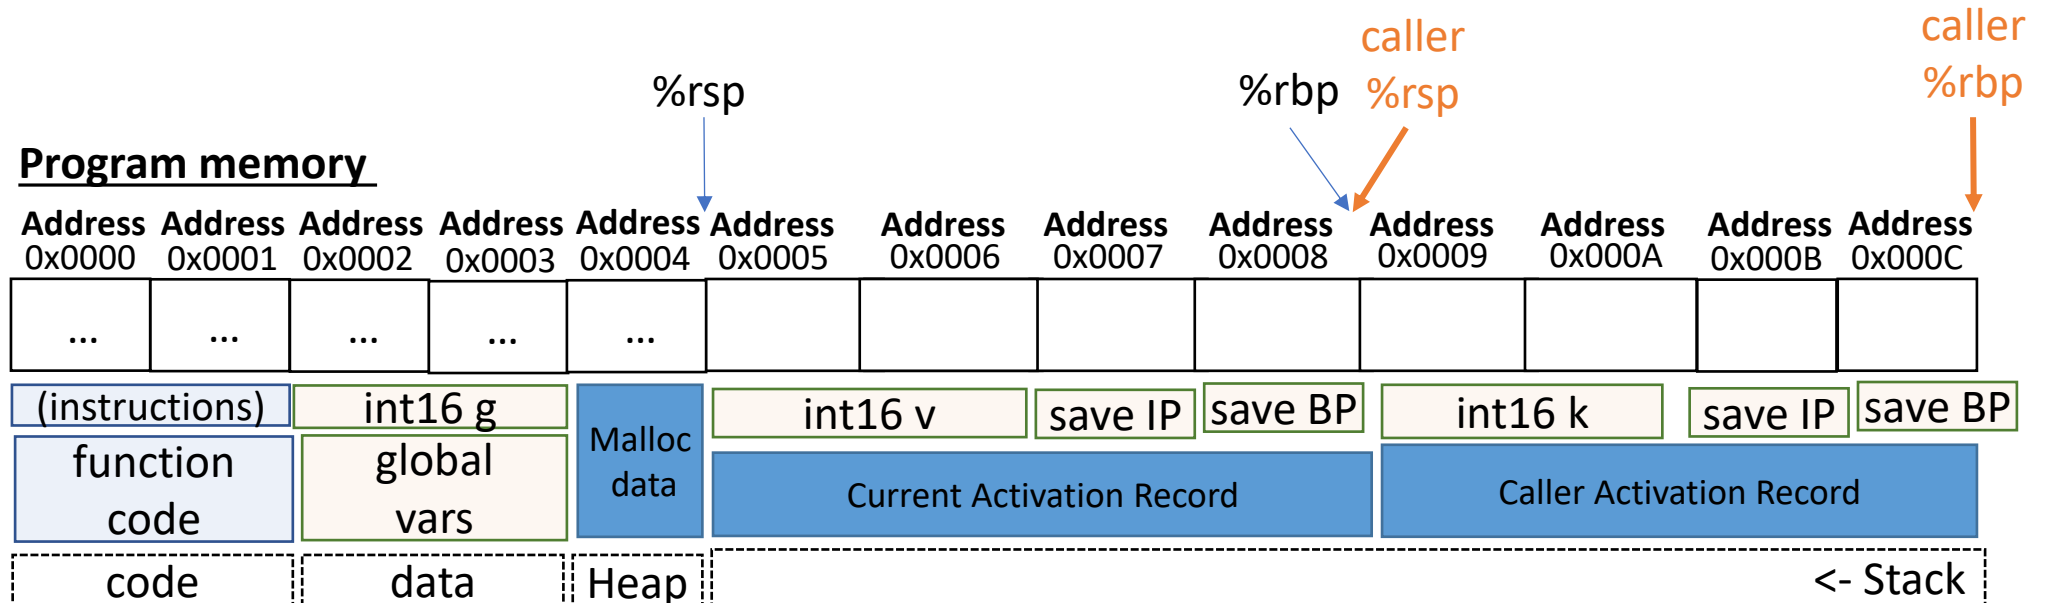 caller
caller
%rsp
%rbp
%rsp
%rbp
Program memory
Address Address Address Address Address Address Address Address Address Address Address Address Address
0x0000 0x0001 0x0002 0x0003 0x0004 0x0005 0x0006 0x0007 0x0008 0x0009 0x000A 0x000B 0x000C
... ... ... ... ...
(instructions) int16 g int16 v save IP save BP int16 k save IP save BP
function code
global vars
Malloc data
Current Activation Record
Caller Activation Record
code data Heap <- Stack